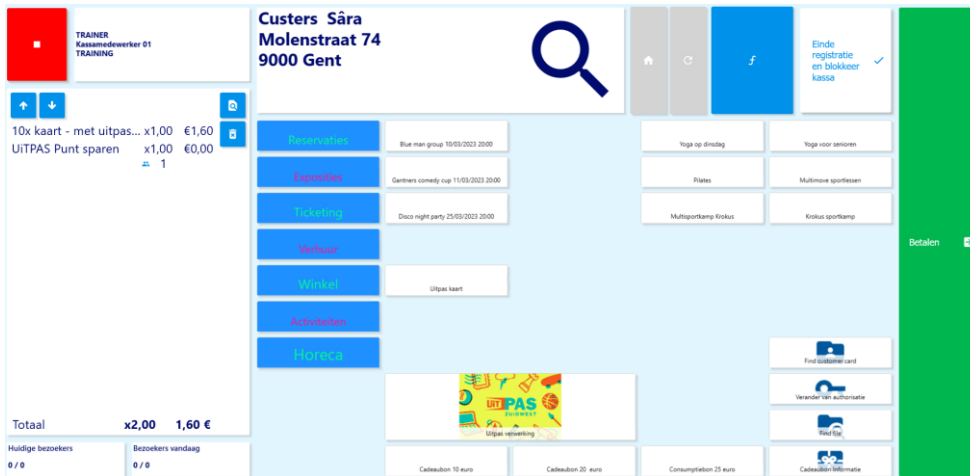 TRAINER
Kassamedewerker 01
TRAINING
Custers Sâra
Molenstraat 74
9000 Gent
f
Einde
registratie
en blokkeer
kassa
10x kaart - met uitpas... x1,00 €1,60
UiTPAS Punt sparen x1,00 €0,00
1
Totaal x2,00 1,60 €
Huidige bezoekers
0 / 0
Bezoekers vandaag
0 / 0
Reservaties
Exposities
Ticketing
Verhuur
Winkel
Activiteiten
Horeca
Blue man group 10/03/2023 20:00
Gentners comedy cup 11/03/2023 20:00
Disco night party 25/03/2023 20:00
Uitpas kaart
Yoga op dinsdag
Yoga voor senioren
Pilates
Multimove sportlessen
Multisportkamp Krokus
Krokus sportkamp
Find customer card
Verander van authorisatie
Find file
UiT PAS
ZUIDWEST
Uitpas verwerking
Cadeaubon 10 euro
Cadeaubon 20 euro
Consumptiebon 25 euro
Cadeaubon informatie
Betalen